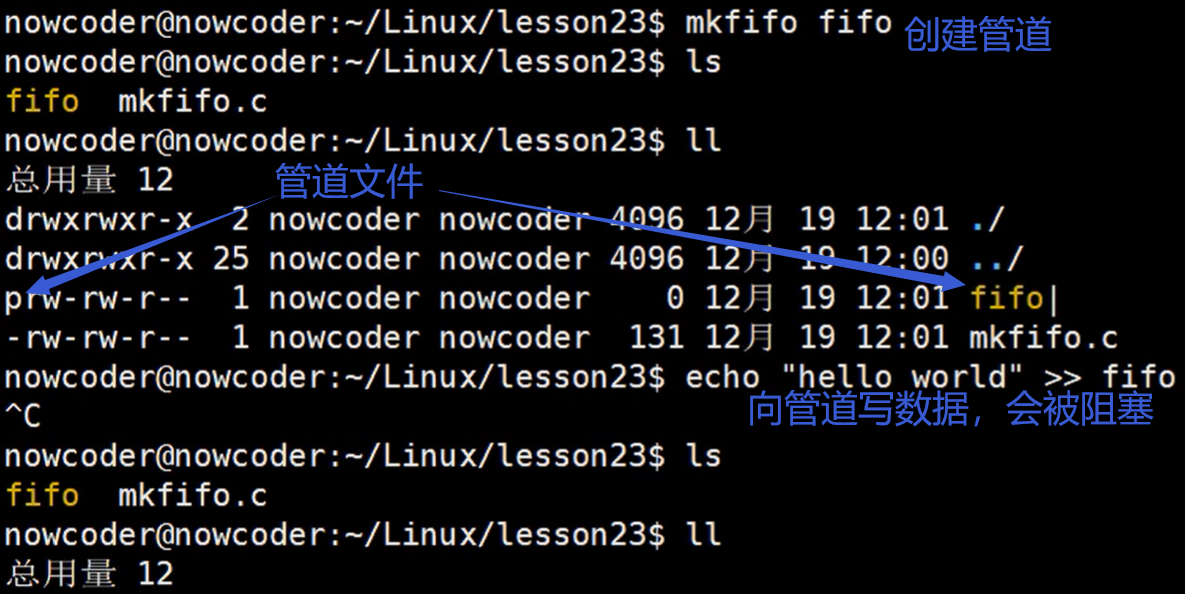 nowcoder@nowcoder:~/Linux/lesson23$ mkfifo fifo 创建管道
nowcoder@nowcoder:~/Linux/lesson23$ ls
fifo  mkfifo.c
nowcoder@nowcoder:~/Linux/lesson23$ ll
总用量 12
管道文件
drwxrwxr-x  2 nowcoder nowcoder 4096 12月 19 12:01 ./
drwxrwxr-x 25 nowcoder nowcoder 4096 12月 19 12:00 ../
prw-rw-r--  1 nowcoder nowcoder    0 12月 19 12:01 fifo|
-rw-rw-r--  1 nowcoder nowcoder  131 12月 19 12:01 mkfifo.c
nowcoder@nowcoder:~/Linux/lesson23$ echo "hello world" >> fifo
^C
向管道写数据，会被阻塞
nowcoder@nowcoder:~/Linux/lesson23$ ls
fifo  mkfifo.c
nowcoder@nowcoder:~/Linux/lesson23$ ll
总用量 12